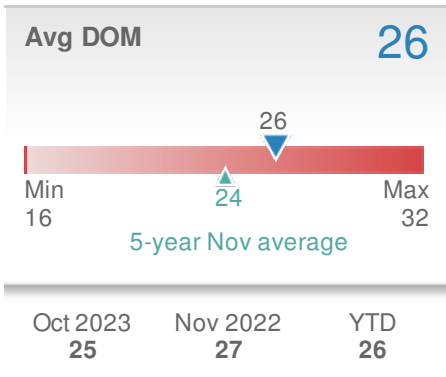 Avg DOM 26
26
Min Max
16 24 32
5-year Nov average
Oct 2023 Nov 2022 YTD
25 27 26